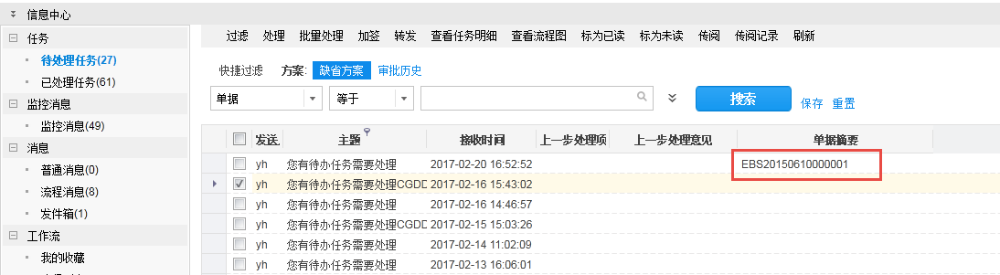 信息中心
任务
待处理任务(27)
已处理任务(61)
监控消息
监控消息(49)
消息
普通消息(0)
流程消息(8)
发件箱(1)
工作流
我的收藏
过滤 处理 批量处理 加签 转发 查看任务明细 查看流程图 标为已读 标为未读 传阅 传阅记录 刷新
快捷过滤 方案: 缺省方案 审批历史
单据 等于 搜索 保存 重置
发送 主题 接收时间 上一步处理项 上一步处理意见 单据摘要
yh 您有待办任务需要处理 2017-02-20 16:52:52 EBS20150610000001
yh 您有待办任务需要处理CGDD 2017-02-16 15:43:02
yh 您有待办任务需要处理 2017-02-16 14:46:57
yh 您有待办任务需要处理CGDD 2017-02-15 15:03:26
yh 您有待办任务需要处理 2017-02-14 11:02:09
yh 您有待办任务需要处理 2017-02-13 16:06:01